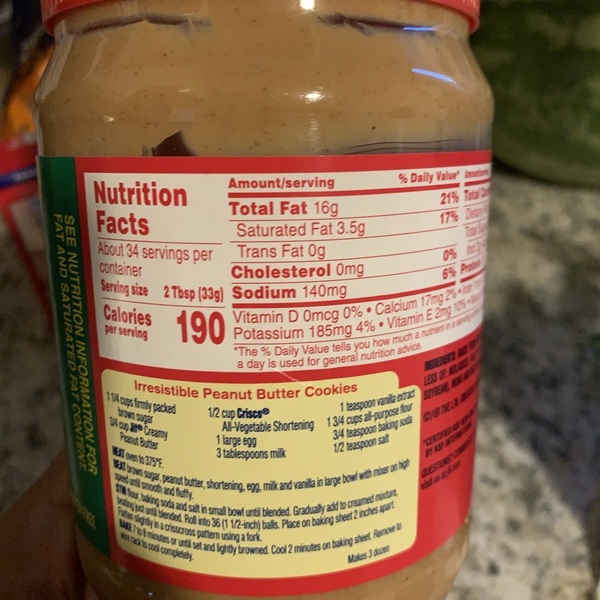 SEE NUTRITION INFORMATION FOR
FAT AND SATURATED FAT CONTENT
Nutrition
Facts
About 34 servings per
container
Serving size 2 Tbsp (33g)
Calories 190
per serving
Amount/serving % Daily Value*
Total Fat 16g 21%
Saturated Fat 3.5g 17%
Trans Fat 0g
Cholesterol 0mg 0%
Sodium 140mg 6%
Vitamin D 0mcg 0% • Calcium 17mg 2% •
Potassium 185mg 4% • Vitamin E 2mg 10% •
*The % Daily Value tells you how much a nutrient in a serving
a day is used for general nutrition advice.
Total
Protein
Irresistible Peanut Butter Cookies
1 1/4 cups firmly packed
brown sugar
3/4 cup Jif® Creamy
Peanut Butter
1/2 cup Crisco®
All-Vegetable Shortening
1 large egg
3 tablespoons milk
1 teaspoon vanilla extract
1 3/4 cups all-purpose flour
3/4 teaspoon baking soda
1/2 teaspoon salt
HEAT oven to 375°F.
BEAT brown sugar, peanut butter, shortening, egg, milk and vanilla in large bowl with mixer on high
speed until smooth and fluffy.
STIR flour, baking soda and salt in small bowl until blended. Gradually add to creamed mixture,
beating just until blended. Roll into 36 (1 1/2-inch) balls. Place on baking sheet 2 inches apart.
Flatten slightly in a crisscross pattern using a fork.
BAKE 7 to 8 minutes or until set and lightly browned. Cool 2 minutes on baking sheet. Remove to
wire rack to cool completely.
Makes 3 dozen
INGREDIENTS: MADE FROM
LESS OF: MOLASSES,